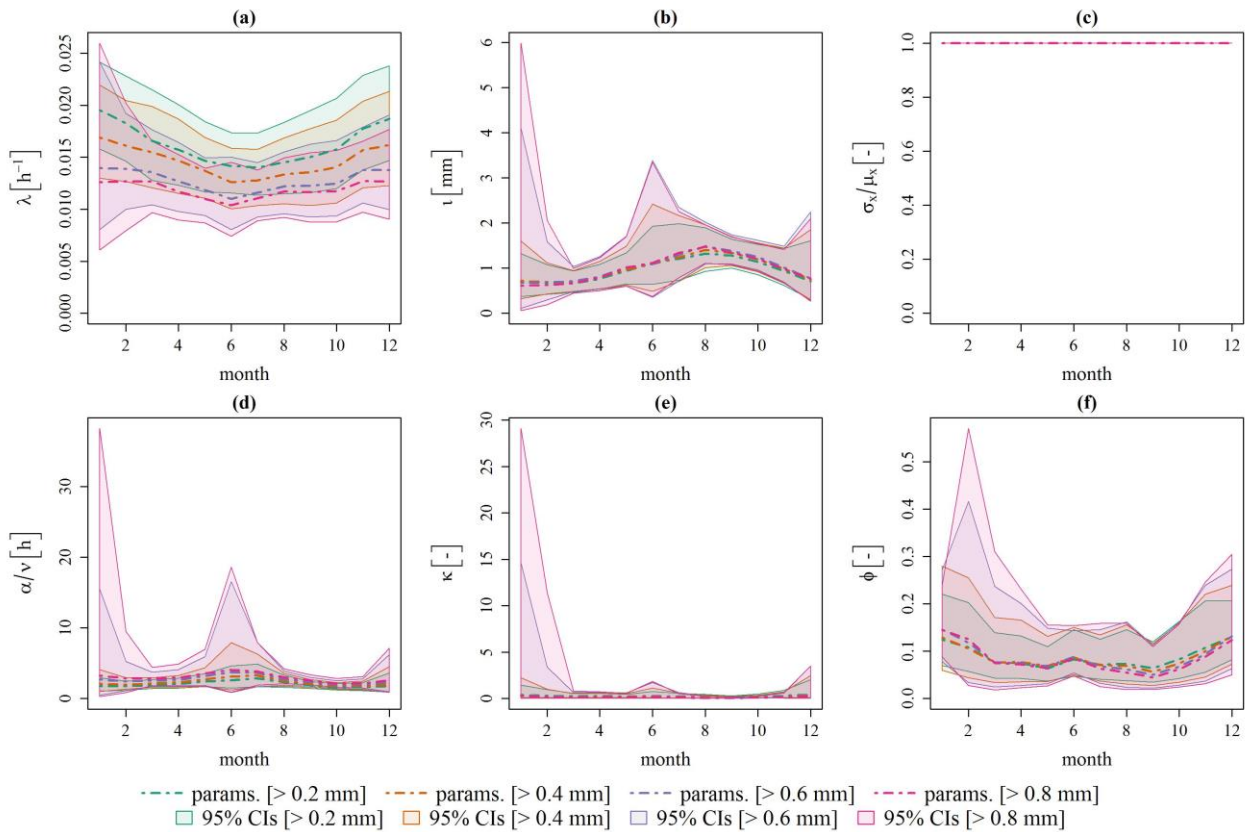 (a) (b) (c)
λ [h⁻¹]
0.000 0.005 0.010 0.015 0.020 0.025
ι [mm]
0 1 2 3 4 5 6
σx/μx [-]
0.0 0.2 0.4 0.6 0.8 1.0
2 4 6 8 10 12 2 4 6 8 10 12 2 4 6 8 10 12
month month month
(d) (e) (f)
α/ν [h]
0 10 20 30
κ [-]
0 5 10 15 20 25 30
ϕ [-]
0.0 0.1 0.2 0.3 0.4 0.5
2 4 6 8 10 12 2 4 6 8 10 12 2 4 6 8 10 12
month month month
params. [> 0.2 mm] params. [> 0.4 mm] params. [> 0.6 mm] params. [> 0.8 mm]
95% CIs [> 0.2 mm] 95% CIs [> 0.4 mm] 95% CIs [> 0.6 mm] 95% CIs [> 0.8 mm]